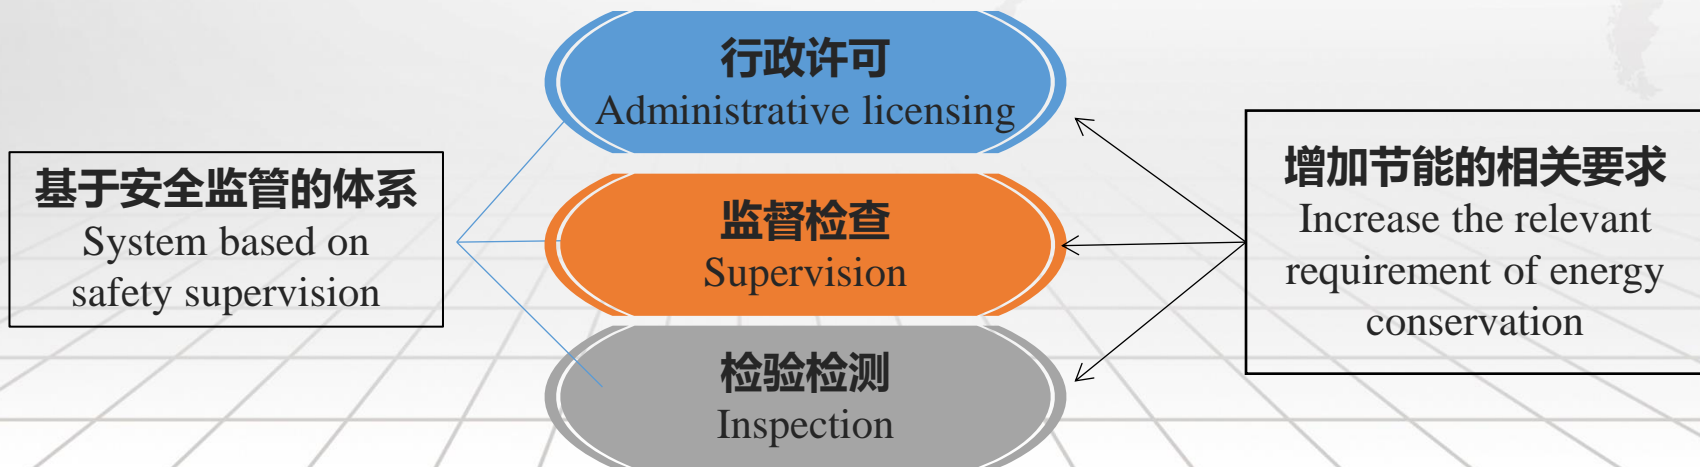 基于安全监管的体系
System based on
safety supervision
行政许可
Administrative licensing
监督检查
Supervision
检验检测
Inspection
增加节能的相关要求
Increase the relevant
requirement of energy
conservation